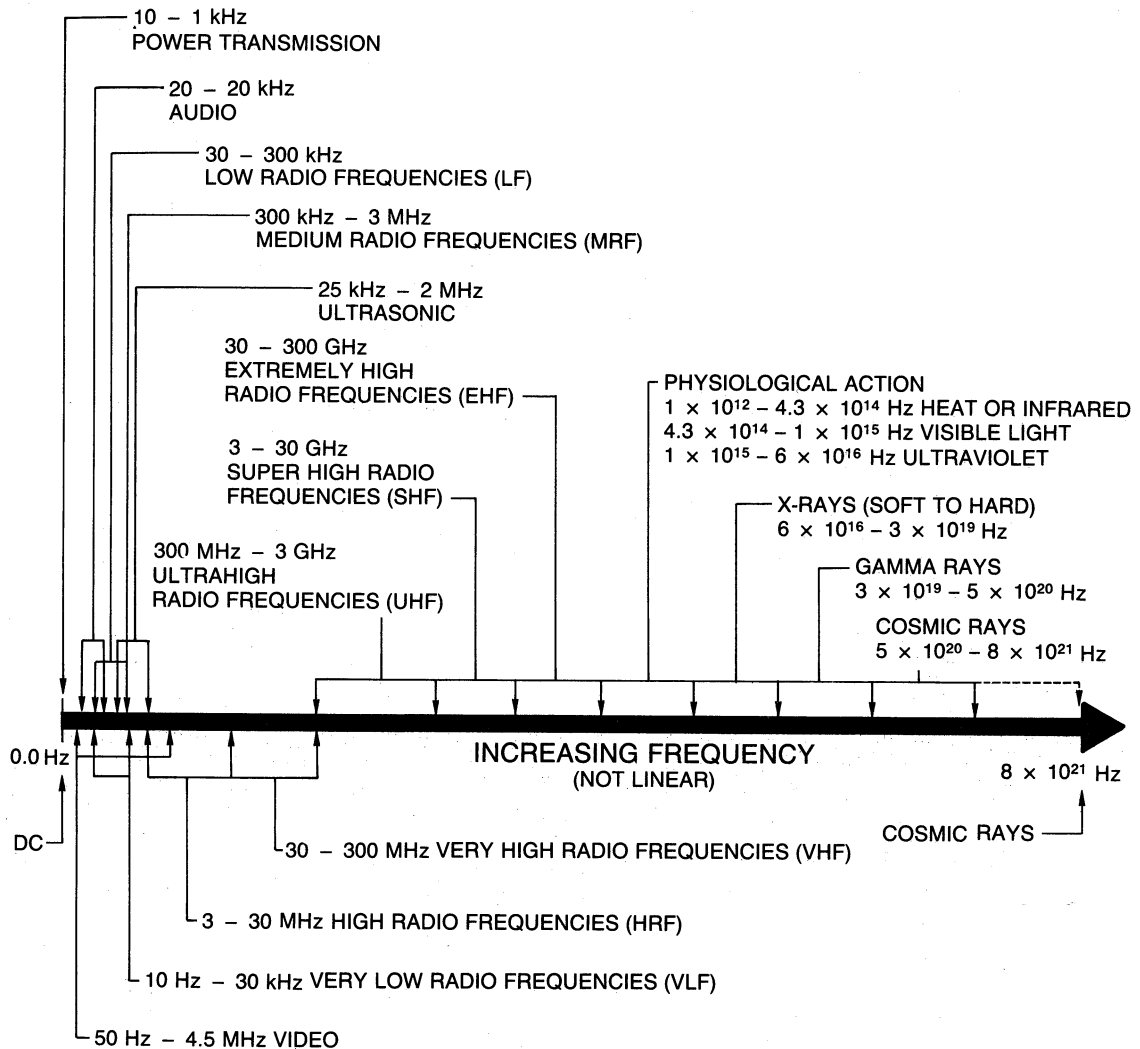 10 – 1 kHz
POWER TRANSMISSION
20 – 20 kHz
AUDIO
30 – 300 kHz
LOW RADIO FREQUENCIES (LF)
300 kHz – 3 MHz
MEDIUM RADIO FREQUENCIES (MRF)
25 kHz – 2 MHz
ULTRASONIC
30 – 300 GHz
EXTREMELY HIGH
RADIO FREQUENCIES (EHF)
3 – 30 GHz
SUPER HIGH RADIO
FREQUENCIES (SHF)
300 MHz – 3 GHz
ULTRAHIGH
RADIO FREQUENCIES (UHF)
PHYSIOLOGICAL ACTION
1 × 10¹² – 4.3 × 10¹⁴ Hz HEAT OR INFRARED
4.3 × 10¹⁴ – 1 × 10¹⁵ Hz VISIBLE LIGHT
1 × 10¹⁵ – 6 × 10¹⁶ Hz ULTRAVIOLET
X-RAYS (SOFT TO HARD)
6 × 10¹⁶ – 3 × 10¹⁹ Hz
GAMMA RAYS
3 × 10¹⁹ – 5 × 10²⁰ Hz
COSMIC RAYS
5 × 10²⁰ – 8 × 10²¹ Hz
0.0 Hz
INCREASING FREQUENCY
(NOT LINEAR)
8 × 10²¹ Hz
DC
COSMIC RAYS
30 – 300 MHz VERY HIGH RADIO FREQUENCIES (VHF)
3 – 30 MHz HIGH RADIO FREQUENCIES (HRF)
10 Hz – 30 kHz VERY LOW RADIO FREQUENCIES (VLF)
50 Hz – 4.5 MHz VIDEO